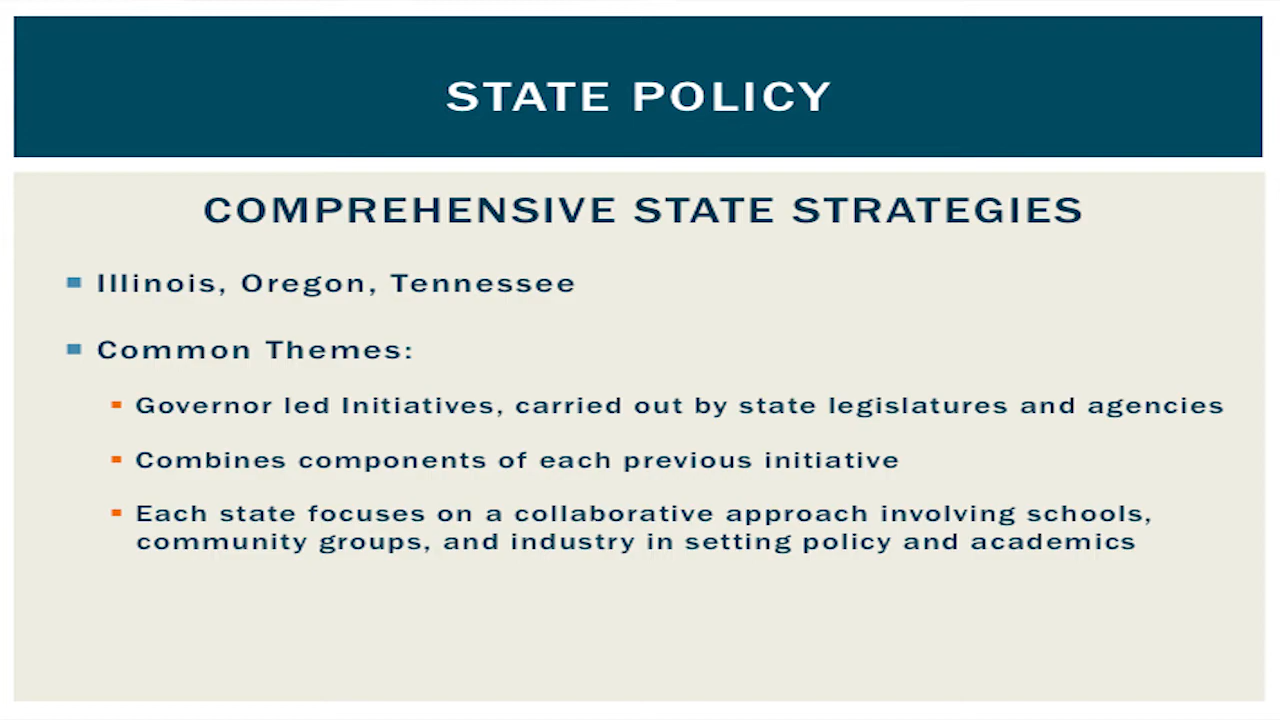 STATE POLICY
COMPREHENSIVE STATE STRATEGIES
Illinois, Oregon, Tennessee
Common Themes:
Governor led Initiatives, carried out by state legislatures and agencies
Combines components of each previous initiative
Each state focuses on a collaborative approach involving schools,
community groups, and industry in setting policy and academics